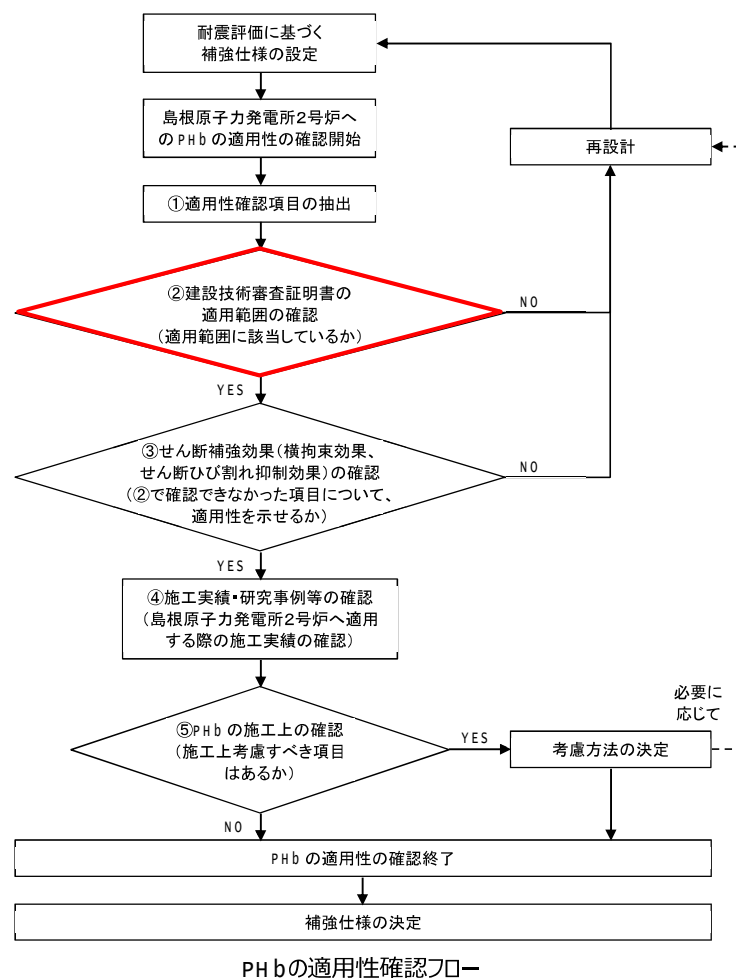 耐震評価に基づく
補強仕様の設定
島根原子力発電所2号炉へ
のPHbの適用性の確認開始
再設計
①適用性確認項目の抽出
②建設技術審査証明書の
適用範囲の確認
(適用範囲に該当しているか)
NO
YES
③せん断補強効果(横拘束効果、
せん断ひび割れ抑制効果)の確認
(②で確認できなかった項目について、
適用性を示せるか)
NO
YES
④施工実績・研究事例等の確認
(島根原子力発電所2号炉へ適用
する際の施工実績の確認)
必要に
応じて
⑤PHbの施工上の確認
(施工上考慮すべき項目
はあるか)
YES
考慮方法の決定
NO
PHbの適用性の確認終了
補強仕様の決定
PHbの適用性確認フロー